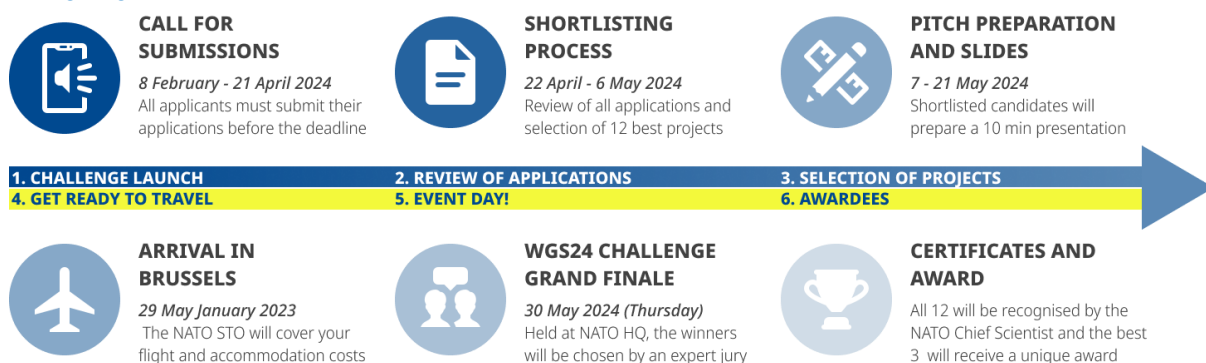 CALL FOR
SUBMISSIONS
8 February - 21 April 2024
All applicants must submit their
applications before the deadline
SHORTLISTING
PROCESS
22 April - 6 May 2024
Review of all applications and
selection of 12 best projects
PITCH PREPARATION
AND SLIDES
7 - 21 May 2024
Shortlisted candidates will
prepare a 10 min presentation
1. CHALLENGE LAUNCH
2. REVIEW OF APPLICATIONS
3. SELECTION OF PROJECTS
4. GET READY TO TRAVEL
5. EVENT DAY!
6. AWARDEES
ARRIVAL IN
BRUSSELS
29 May January 2023
The NATO STO will cover your
flight and accommodation costs
WGS24 CHALLENGE
GRAND FINALE
30 May 2024 (Thursday)
Held at NATO HQ, the winners
will be chosen by an expert jury
CERTIFICATES AND
AWARD
All 12 will be recognised by the
NATO Chief Scientist and the best
3 will receive a unique award